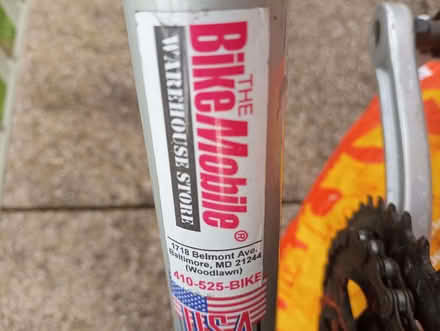 THE
BikeMobile®
WAREHOUSE STORE
1718 Belmont Ave.
Baltimore, MD 21244
(Woodlawn)
410-525-BIKE
USA